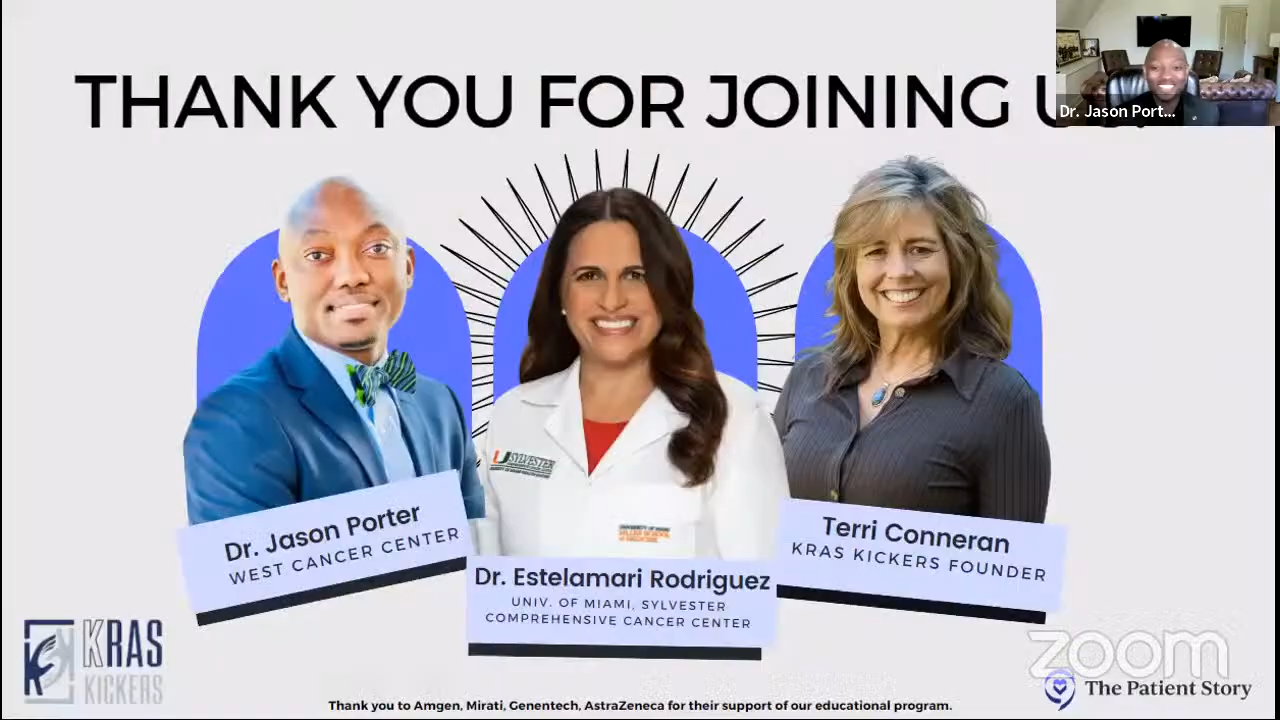 THANK YOU FOR JOINING
Dr. Jason Port...
SYLVESTER
Dr. Jason Porter
WEST CANCER CENTER
Dr. Estelamari Rodriguez
UNIV. OF MIAMI, SYLVESTER
COMPREHENSIVE CANCER CENTER
Terri Conneran
KRAS KICKERS FOUNDER
KRAS
KICKERS
zoom
The Patient Story
Thank you to Amgen, Mirati, Genentech, AstraZeneca for their support of our educational program.